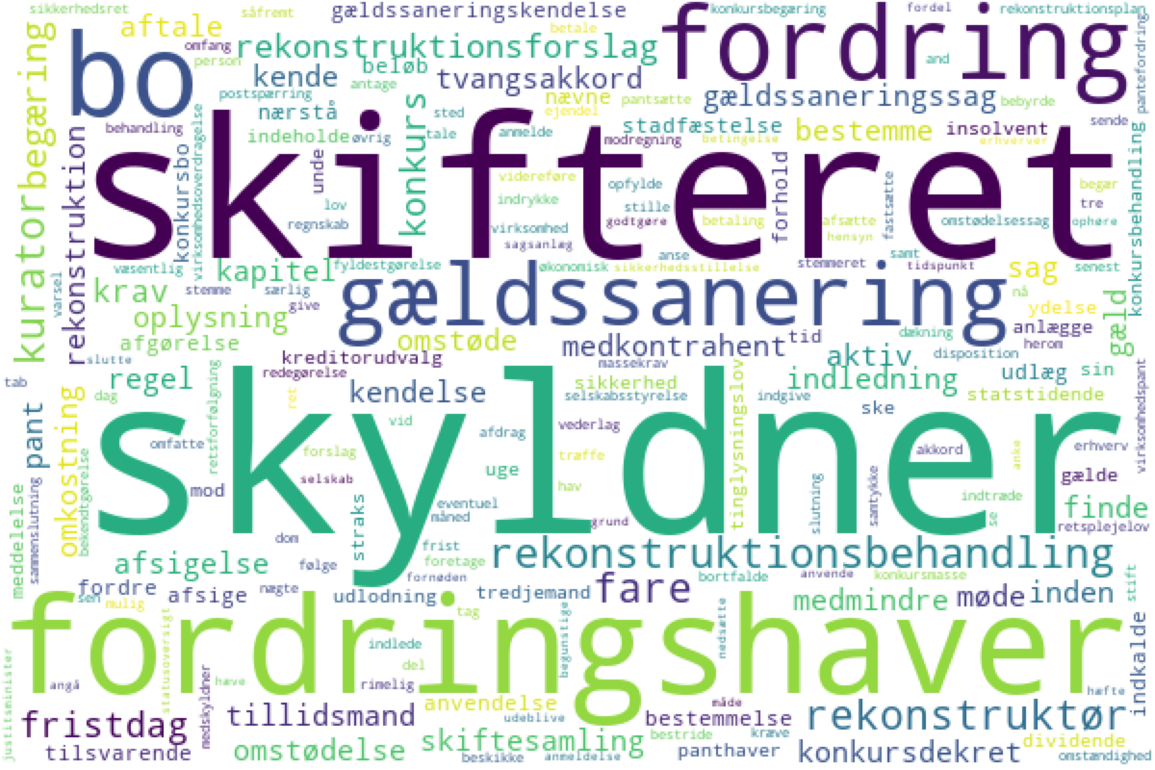 sikkerhedsret såfremt gældssaneringskendelse konkursbegæring fordel rekonstruktionsplan
aftale omfang person rekonstruktionsforslag betale fordring and pantefordring
bo kende beløb tvangsakkord
postspærring antage nævne pantsætte gældssaneringssag bebyrde
kuratorbegæring rekonstruktion behandling nærstå konkurs sted ejendel stadfæstelse bestemme insolvent sende
indeholde øvrig tale anmelde modregning betingelse erhverver
skifteret
konkursbo virksomhedsoverdragelse unde lov regnskab videreføre opfylde forhold fastsætte begær tre konkursbehandling
indrykke stille godtgøre betaling afsætte hensyn omstødelsessag ophøre
virksomhed sagsanlæg anse samt
væsentlig kapitel fyldestgørelse økonomisk sikkerhedsstillelse stemmeret tidspunkt sag senest
varsel krav stemme særlig give gældssanering nå ydelse gæld
oplysning omstøde medkontrahent tid dækning anlægge
afgørelse kreditorudvalg massekrav aktiv disposition herom
slutte redegørelse
tab regel ret kendelse sikkerhed selskabsstyrelse indledning udlæg sin
dag indgive statstidende
skyldner
pant omkostning retsforfølgning vid afdrag vederlag tinglysningslov ske virksomhedspant
omfatte forslag træffe akkord anke erhverv
selskab uge hav gælde
meddelelse sammenslutning bekendtgørelse mod straks eventuel måned grund slutning samtykke indtræde se finde
retsplejelov
dom frist
afsigelse følge foretage rekonstruktionsbehandling
fornøden bortfalde anvende konkursmasse stift
fordre afsige nægte udlodning tredjemand fare medmindre møde inden
sen mulig tag
fordringshaver
justitsminister statusoversigt indlede begunstige nedsætte indkalde
angå medskyldner have del rimelig hæfte
fristdag tillidsmand anvendelse udeblive bestemmelse måde rekonstruktør
tilsvarende omstødelse skiftesamling bestride kræve dividende
beskikke anmeldelse panthaver konkursdekret omstændighed